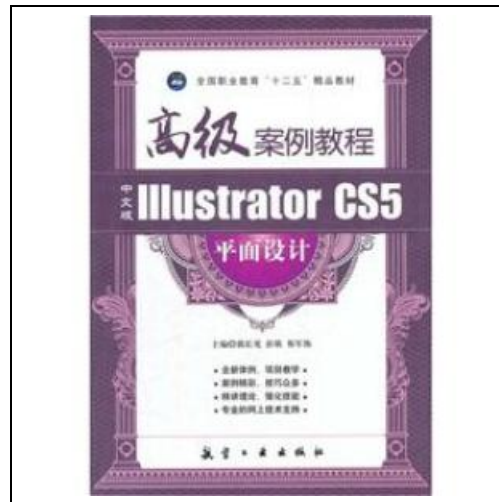 全国职业教育“十二五”精品教材
高级案例教程
中文版 Illustrator CS5
平面设计
主编
• 全新体例，项目教学 •
• 案例精彩，技巧众多 •
• 精讲理论，强化技能 •
• 专业的网上技术支持 •
航空工业出版社